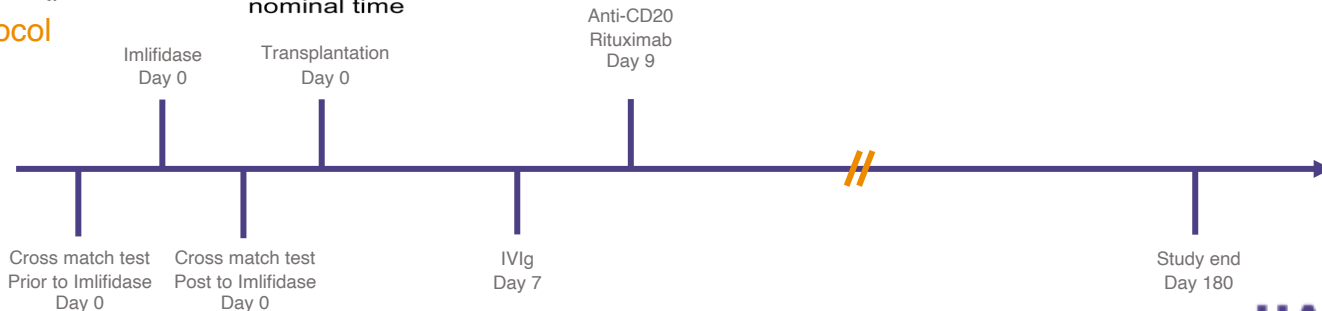 nominal time
Imlifidase
Day 0
Transplantation
Day 0
Anti-CD20
Rituximab
Day 9
Cross match test
Prior to Imlifidase
Day 0
Cross match test
Post to Imlifidase
Day 0
IVIg
Day 7
Study end
Day 180